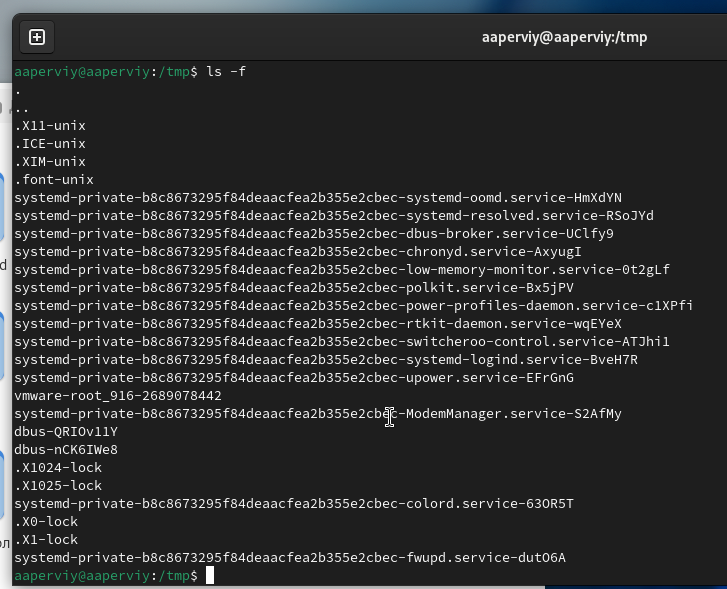 aaperviy@aaperviy:/tmp
aaperviy@aaperviy:/tmp$ ls -f
.
..
.X11-unix
.ICE-unix
.XIM-unix
.font-unix
systemd-private-b8c8673295f84deaacfea2b355e2cbec-systemd-oomd.service-HmXdYN
systemd-private-b8c8673295f84deaacfea2b355e2cbec-systemd-resolved.service-RSoJYd
systemd-private-b8c8673295f84deaacfea2b355e2cbec-dbus-broker.service-UClfy9
systemd-private-b8c8673295f84deaacfea2b355e2cbec-chronyd.service-AxyugI
systemd-private-b8c8673295f84deaacfea2b355e2cbec-low-memory-monitor.service-0t2gLf
systemd-private-b8c8673295f84deaacfea2b355e2cbec-polkit.service-Bx5jPV
systemd-private-b8c8673295f84deaacfea2b355e2cbec-power-profiles-daemon.service-c1XPfi
systemd-private-b8c8673295f84deaacfea2b355e2cbec-rtkit-daemon.service-wqEYeX
systemd-private-b8c8673295f84deaacfea2b355e2cbec-switcheroo-control.service-ATJhi1
systemd-private-b8c8673295f84deaacfea2b355e2cbec-systemd-logind.service-BveH7R
systemd-private-b8c8673295f84deaacfea2b355e2cbec-upower.service-EFrGnG
vmware-root_916-2689078442
systemd-private-b8c8673295f84deaacfea2b355e2cbec-ModemManager.service-S2AfMy
dbus-QRIOv11Y
dbus-nCK6IWe8
.X1024-lock
.X1025-lock
systemd-private-b8c8673295f84deaacfea2b355e2cbec-colord.service-63OR5T
.X0-lock
.X1-lock
systemd-private-b8c8673295f84deaacfea2b355e2cbec-fwupd.service-dutO6A
aaperviy@aaperviy:/tmp$